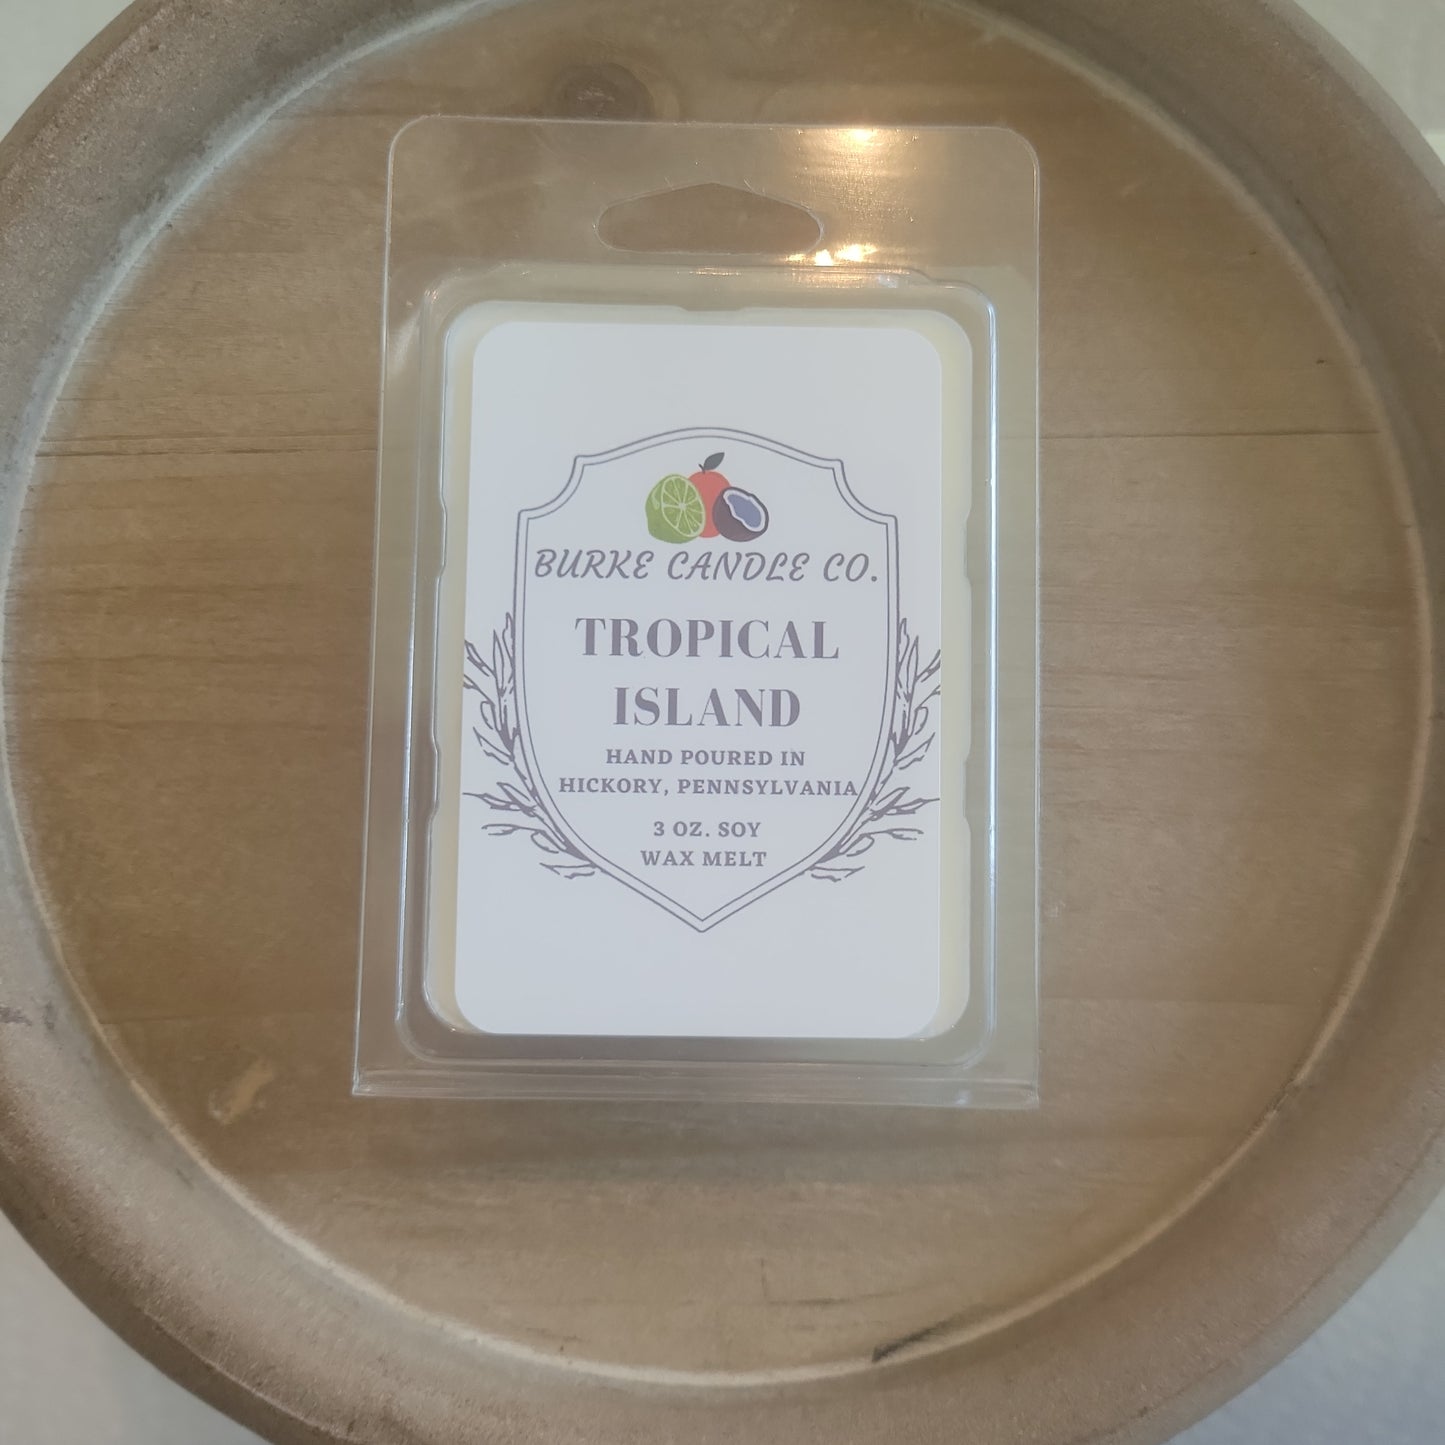 BURKE CANDLE CO.
TROPICAL
ISLAND
HAND POURED IN
HICKORY, PENNSYLVANIA
3 OZ. SOY
WAX MELT